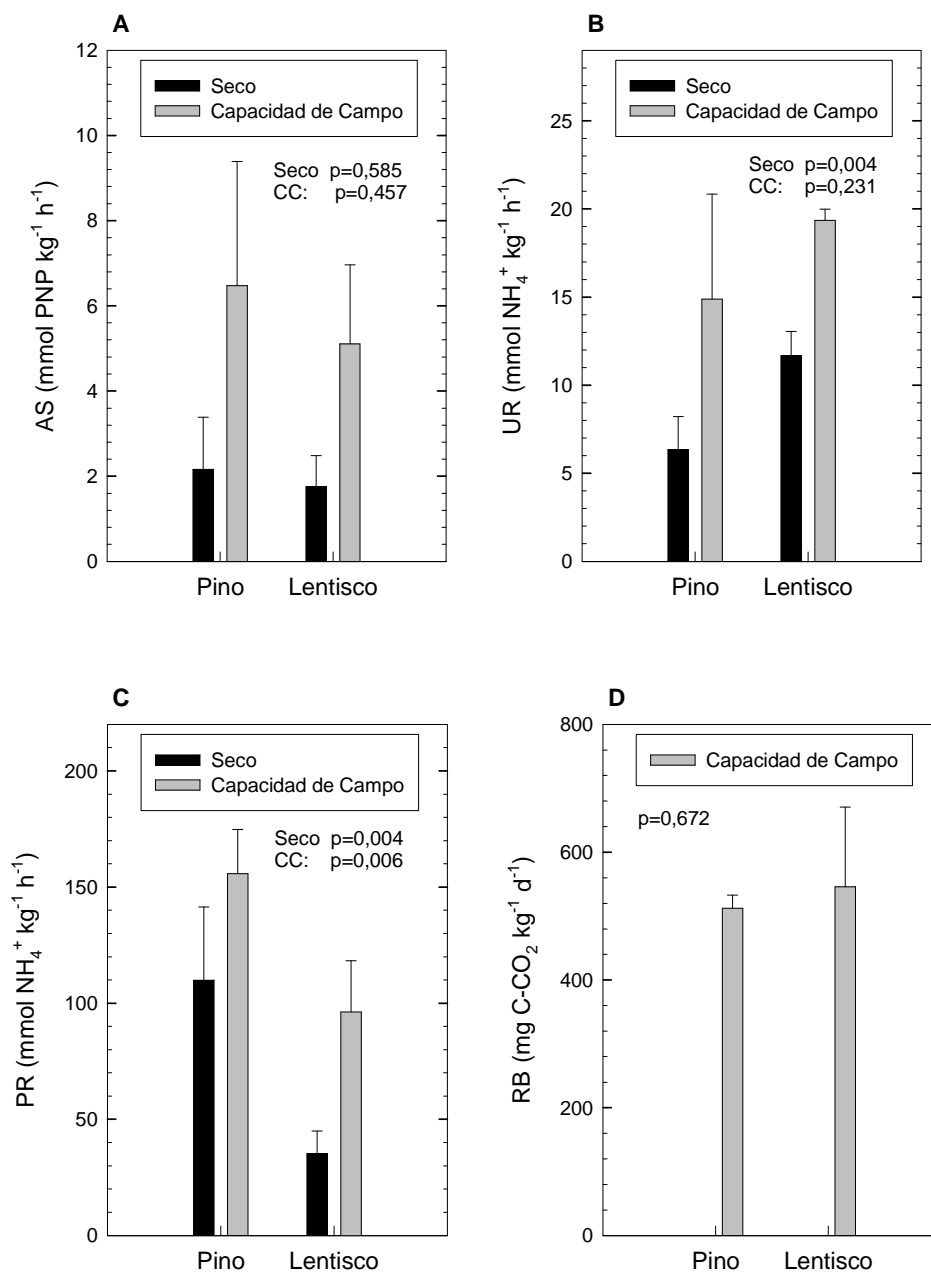 A
AS (mmol PNP kg⁻¹ h⁻¹)
12
10
8
6
4
2
0
Seco
Capacidad de Campo
Seco p=0,585
CC: p=0,457
Pino Lentisco
B
UR (mmol NH₄⁺ kg⁻¹ h⁻¹)
25
20
15
10
5
0
Seco
Capacidad de Campo
Seco p=0,004
CC: p=0,231
Pino Lentisco
C
PR (mmol NH₄⁺ kg⁻¹ h⁻¹)
200
150
100
50
0
Seco
Capacidad de Campo
Seco p=0,004
CC: p=0,006
Pino Lentisco
D
RB (mg C-CO₂ kg⁻¹ d⁻¹)
800
600
400
200
0
Capacidad de Campo
p=0,672
Pino Lentisco